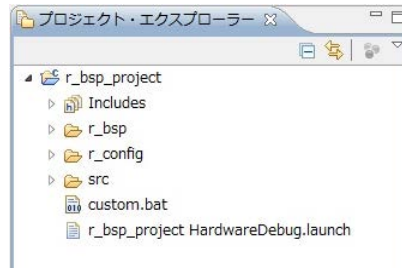 プロジェクト・エクスプローラー
r_bsp_project
Includes
r_bsp
r_config
src
custom.bat
r_bsp_project HardwareDebug.launch